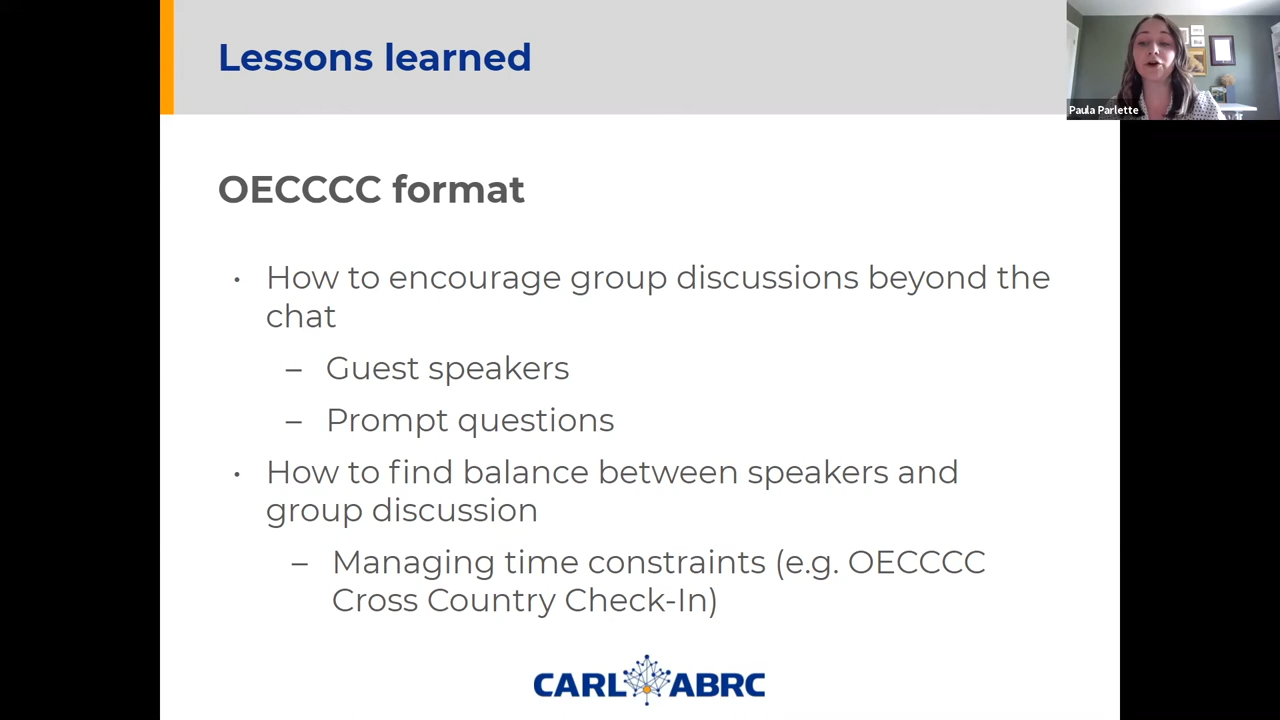 Lessons learned
Paula Parlette
OECCCC format
• How to encourage group discussions beyond the
chat
– Guest speakers
– Prompt questions
• How to find balance between speakers and
group discussion
– Managing time constraints (e.g. OECCCC
Cross Country Check-In)
CARL ABRC